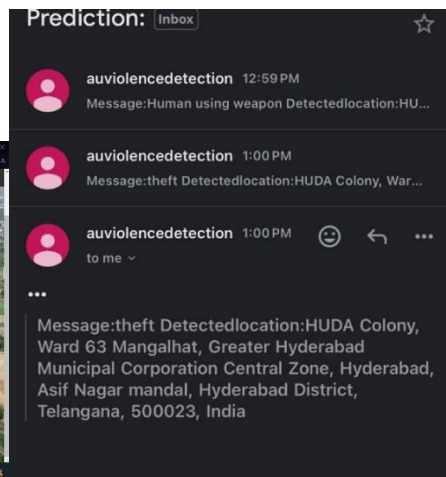 Prediction: Inbox
auviolencedetection 12:59 PM
Message:Human using weapon Detectedlocation:HU...
auviolencedetection 1:00 PM
Message:theft Detectedlocation:HUDA Colony, War...
auviolencedetection 1:00 PM
to me
Message:theft Detectedlocation:HUDA Colony,
Ward 63 Mangalhat, Greater Hyderabad
Municipal Corporation Central Zone, Hyderabad,
Asif Nagar mandal, Hyderabad District,
Telangana, 500023, India